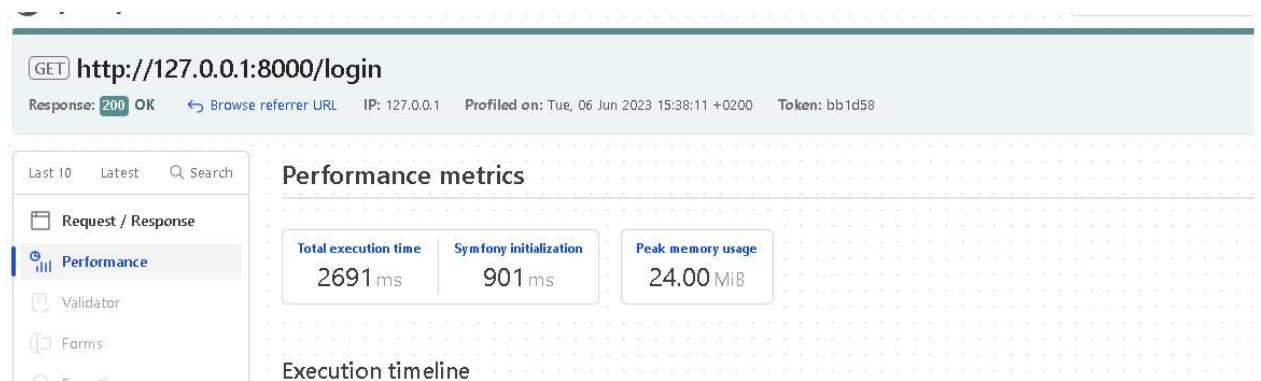 GET http://127.0.0.1:8000/login
Response: 200 OK Browse referrer URL IP: 127.0.0.1 Profiled on: Tue, 06 Jun 2023 15:38:11 +0200 Token: bb1d58
Last 10 Latest Search
Request / Response
Performance
Validator
Forms
Performance metrics
Total execution time Symfony initialization Peak memory usage
2691 ms 901 ms 24.00 MiB
Execution timeline